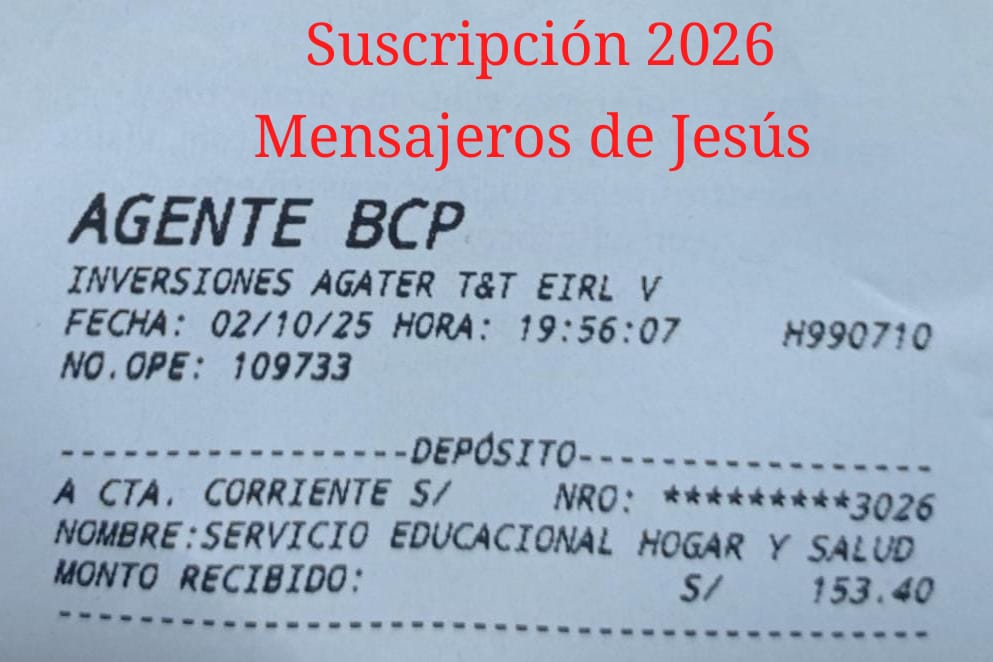 Suscripción 2026
Mensajeros de Jesús
AGENTE BCP
INVERSIONES AGATER T&T EIRL V
FECHA: 02/10/25 HORA: 19:56:07 H990710
NO.OPE: 109733
-----------------DEPÓSITO-----------------
A CTA. CORRIENTE S/ NRO: *********3026
NOMBRE:SERVICIO EDUCACIONAL HOGAR Y SALUD
MONTO RECIBIDO: S/ 153.40
------------------------------------------